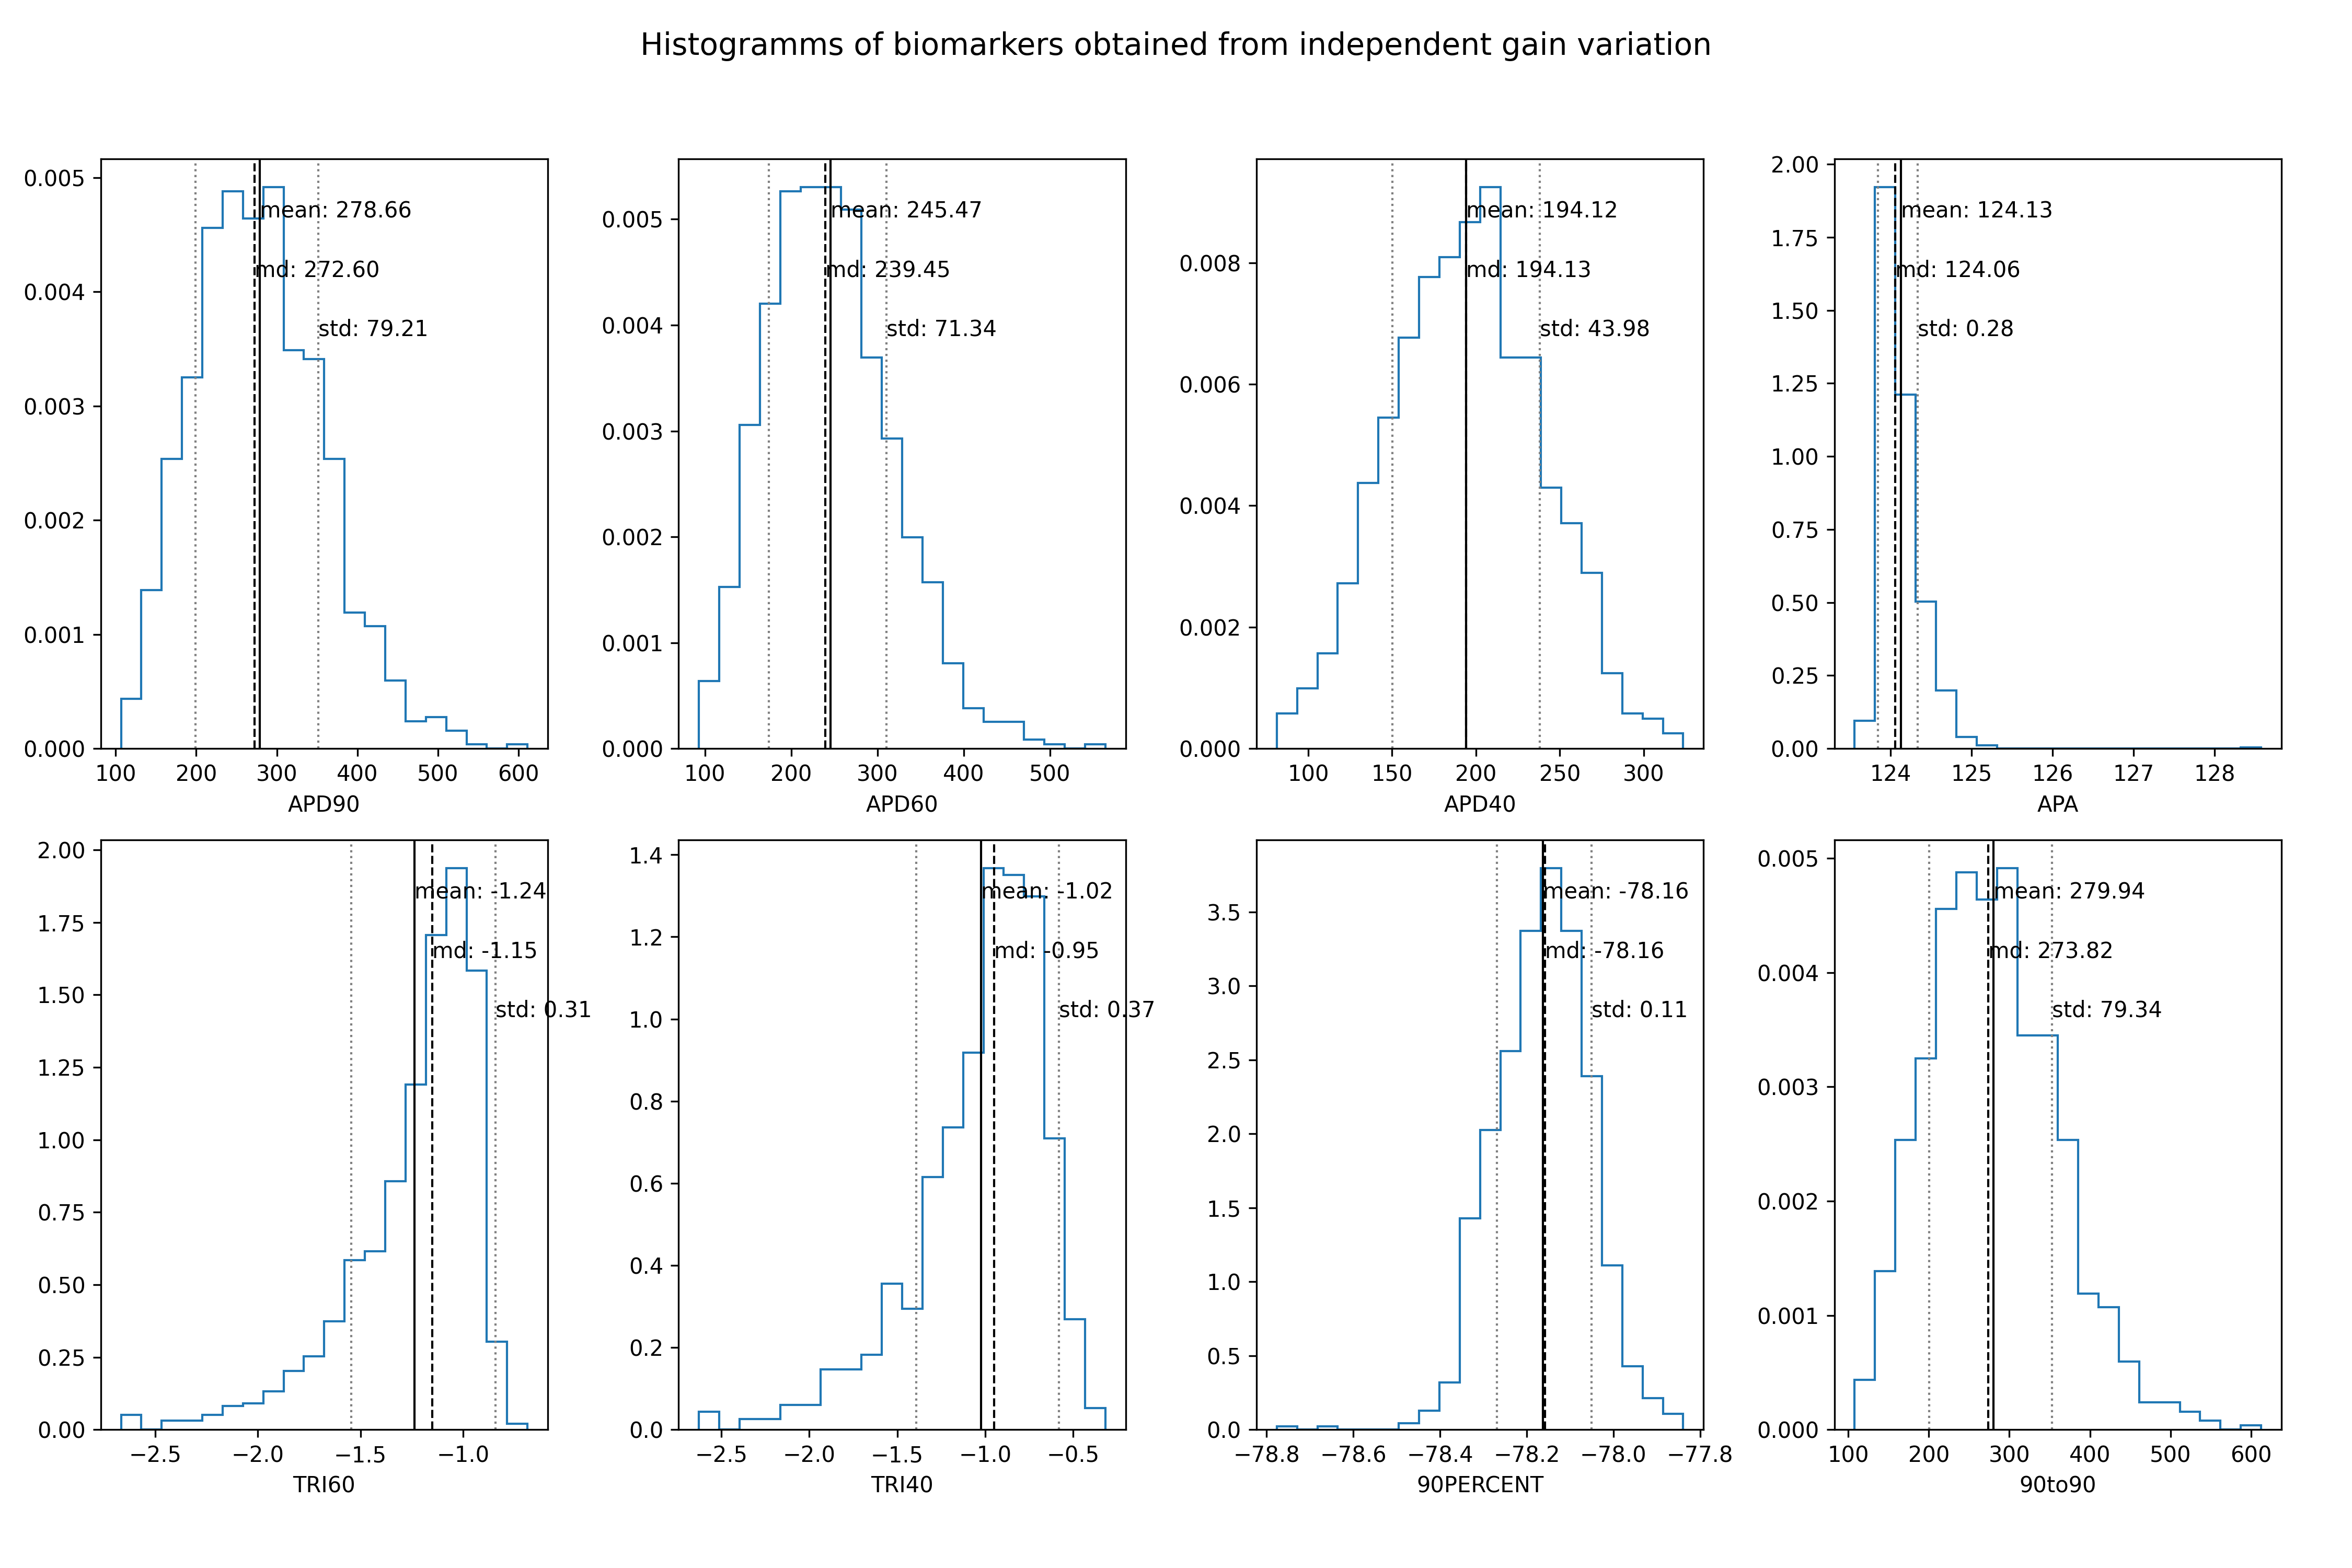 Histogramms of biomarkers obtained from independent gain variation
0.005
0.004
0.003
0.002
0.001
0.000
mean: 278.66
md: 272.60
std: 79.21
100 200 300 400 500 600
APD90
0.005
0.004
0.003
0.002
0.001
0.000
mean: 245.47
md: 239.45
std: 71.34
100 200 300 400 500
APD60
0.008
0.006
0.004
0.002
0.000
mean: 194.12
md: 194.13
std: 43.98
100 150 200 250 300
APD40
2.00
1.75
1.50
1.25
1.00
0.75
0.50
0.25
0.00
mean: 124.13
md: 124.06
std: 0.28
124 125 126 127 128
APA
2.00
1.75
1.50
1.25
1.00
0.75
0.50
0.25
0.00
mean: -1.24
md: -1.15
std: 0.31
−2.5 −2.0 −1.5 −1.0
TRI60
1.4
1.2
1.0
0.8
0.6
0.4
0.2
0.0
mean: -1.02
md: -0.95
std: 0.37
−2.5 −2.0 −1.5 −1.0 −0.5
TRI40
3.5
3.0
2.5
2.0
1.5
1.0
0.5
0.0
mean: -78.16
md: -78.16
std: 0.11
−78.8 −78.6 −78.4 −78.2 −78.0 −77.8
90PERCENT
0.005
0.004
0.003
0.002
0.001
0.000
mean: 279.94
md: 273.82
std: 79.34
100 200 300 400 500 600
90to90